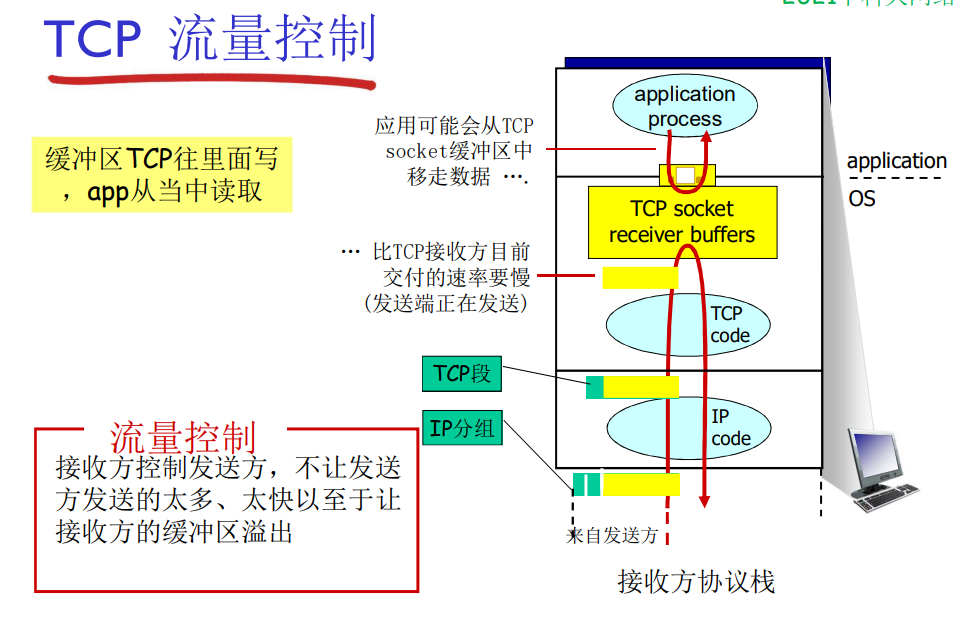 TCP 流量控制
缓冲区TCP往里面写
，app从当中读取
应用可能会从TCP
socket缓冲区中
移走数据 ….
… 比TCP接收方目前
交付的速率要慢
(发送端正在发送)
application
process
TCP socket
receiver buffers
TCP
code
IP
code
application
OS
TCP段
IP分组
来自发送方
接收方协议栈
流量控制
接收方控制发送方，不让发送
方发送的太多、太快以至于让
接收方的缓冲区溢出